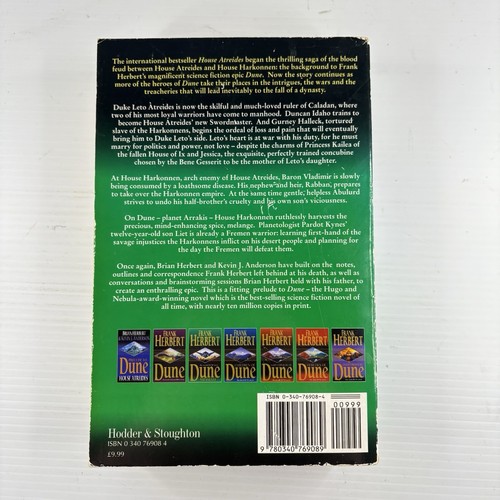 The international bestseller House Atreides began the thrilling saga of the blood
feud between House Atreides and House Harkonnen: the background to Frank
Herbert's magnificent science fiction epic Dune. Now the story continues as
more of the heroes of Dune take their places in the intrigues, the wars and the
treacheries that will lead inevitably to the fall of a dynasty.
Duke Leto Atreides is now the skilful and much-loved ruler of Caladan, where
two of his most loyal warriors have come to manhood. Duncan Idaho trains to
become House Atreides' new Swordmaster. And Gurney Halleck, tortured
slave of the Harkonnens, begins the ordeal of loss and pain that will eventually
bring him to Duke Leto's side. Leto's heart is at war with his duty, for he must
marry for politics and power, not love – despite the charms of Princess Kailea of
the fallen House of Ix and Jessica, the exquisite, perfectly trained concubine
chosen by the Bene Gesserit to be the mother of Leto's daughter.
At House Harkonnen, arch enemy of House Atreides, Baron Vladimir is slowly
being consumed by a loathsome disease. His nephew and heir, Rabban, prepares
to take over the Harkonnen empire. At the same time gentle, helpless Abulurd
strives to undo his half-brother's cruelty and his own son's viciousness.
On Dune – planet Arrakis – House Harkonnen ruthlessly harvests the
precious, mind-enhancing spice, melange. Planetologist Pardot Kynes'
twelve-year-old son Liet is already a Fremen warrior: learning first-hand of the
savage injustices the Harkonnens inflict on his desert people and planning for
the day the Fremen will defeat them.
Once again, Brian Herbert and Kevin J. Anderson have built on the notes,
outlines and correspondence Frank Herbert left behind at his death, as well as
conversations and brainstorming sessions Brian Herbert held with his father, to
create an enthralling epic. This is a fitting prelude to Dune – the Hugo and
Nebula-award-winning novel which is the best-selling science fiction novel of
all time, with nearly ten million copies in print.
BRIAN HERBERT
KEVIN J. ANDERSON
Dune
HOUSE ATREIDES
FRANK HERBERT
Dune
FRANK HERBERT
Dune
FRANK HERBERT
Dune
FRANK HERBERT
Dune
FRANK HERBERT
Dune
FRANK HERBERT
Dune
ISBN 0-340-76908-4
00999
9 780340 769089
Hodder & Stoughton
ISBN 0 340 76908 4
£9.99